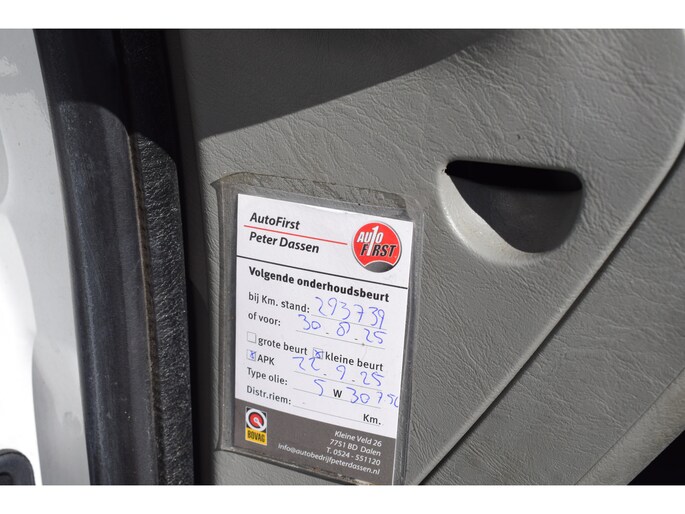 AutoFirst
Peter Dassen
AUTO FIRST
Volgende onderhoudsbeurt
bij Km. stand: 293739
of voor: 30.8.25
grote beurt kleine beurt
APK 22.9.25
Type olie: 5 W 30 7.5L
Distr.riem: Km.
BOVAG
Kleine Veld 26
7751 BD Dalen
T. 0524 - 551120
info@autobedrijfpeterdassen.nl